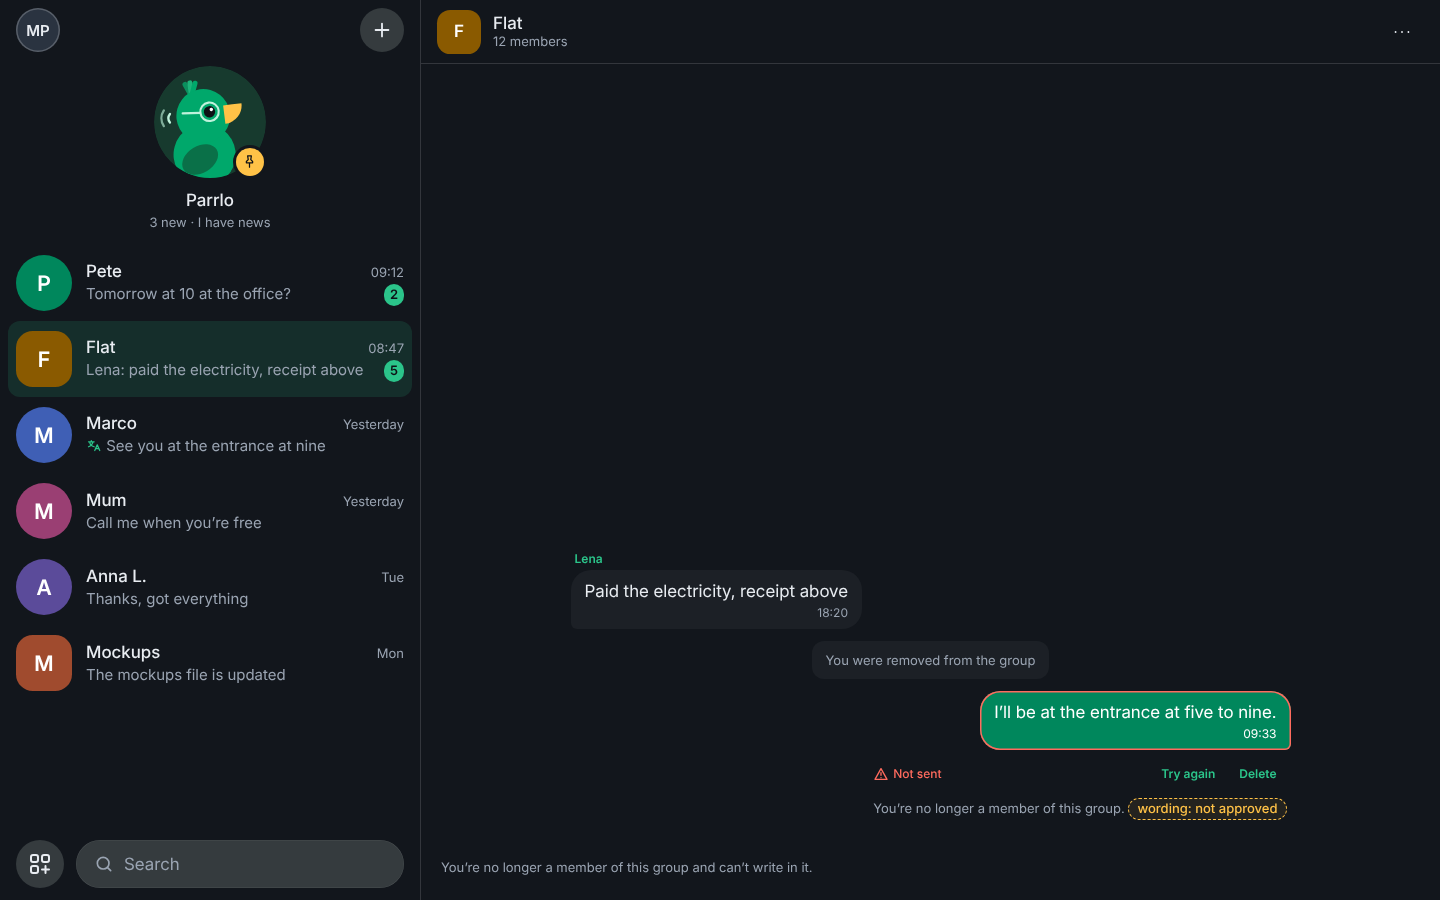 MP
Parrlo
3 new · I have news
P
Pete
09:12
Tomorrow at 10 at the office?
2
F
Flat
08:47
Lena: paid the electricity, receipt above
5
M
Marco
Yesterday
See you at the entrance at nine
M
Mum
Yesterday
Call me when you’re free
A
Anna L.
Tue
Thanks, got everything
M
Mockups
Mon
The mockups file is updated
Search
F
Flat
12 members
Lena
Paid the electricity, receipt above
18:20
You were removed from the group
I’ll be at the entrance at five to nine.
09:33
Not sent
Try again
Delete
You’re no longer a member of this group. wording: not approved
You’re no longer a member of this group and can’t write in it.